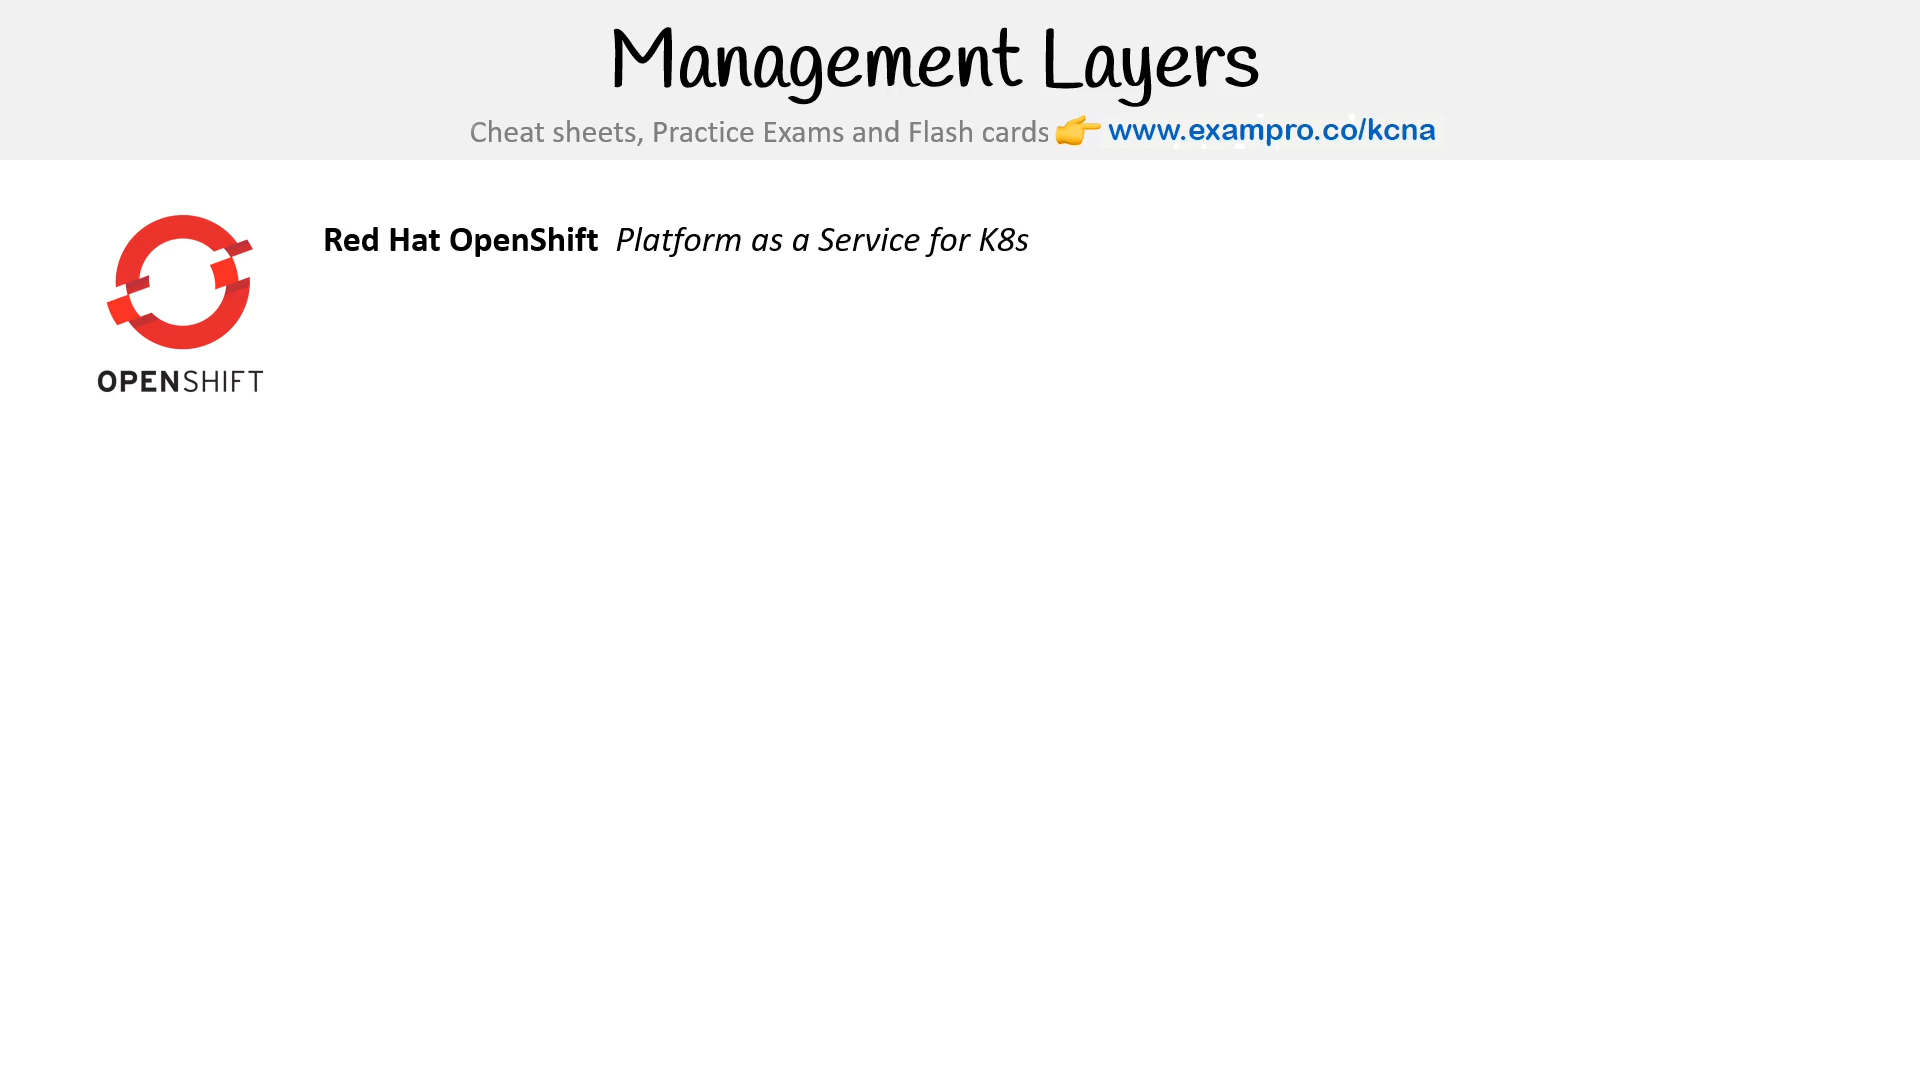 Management Layers
Cheat sheets, Practice Exams and Flash cards 👉 www.exampro.co/kcna
Red Hat OpenShift Platform as a Service for K8s
OPENSHIFT